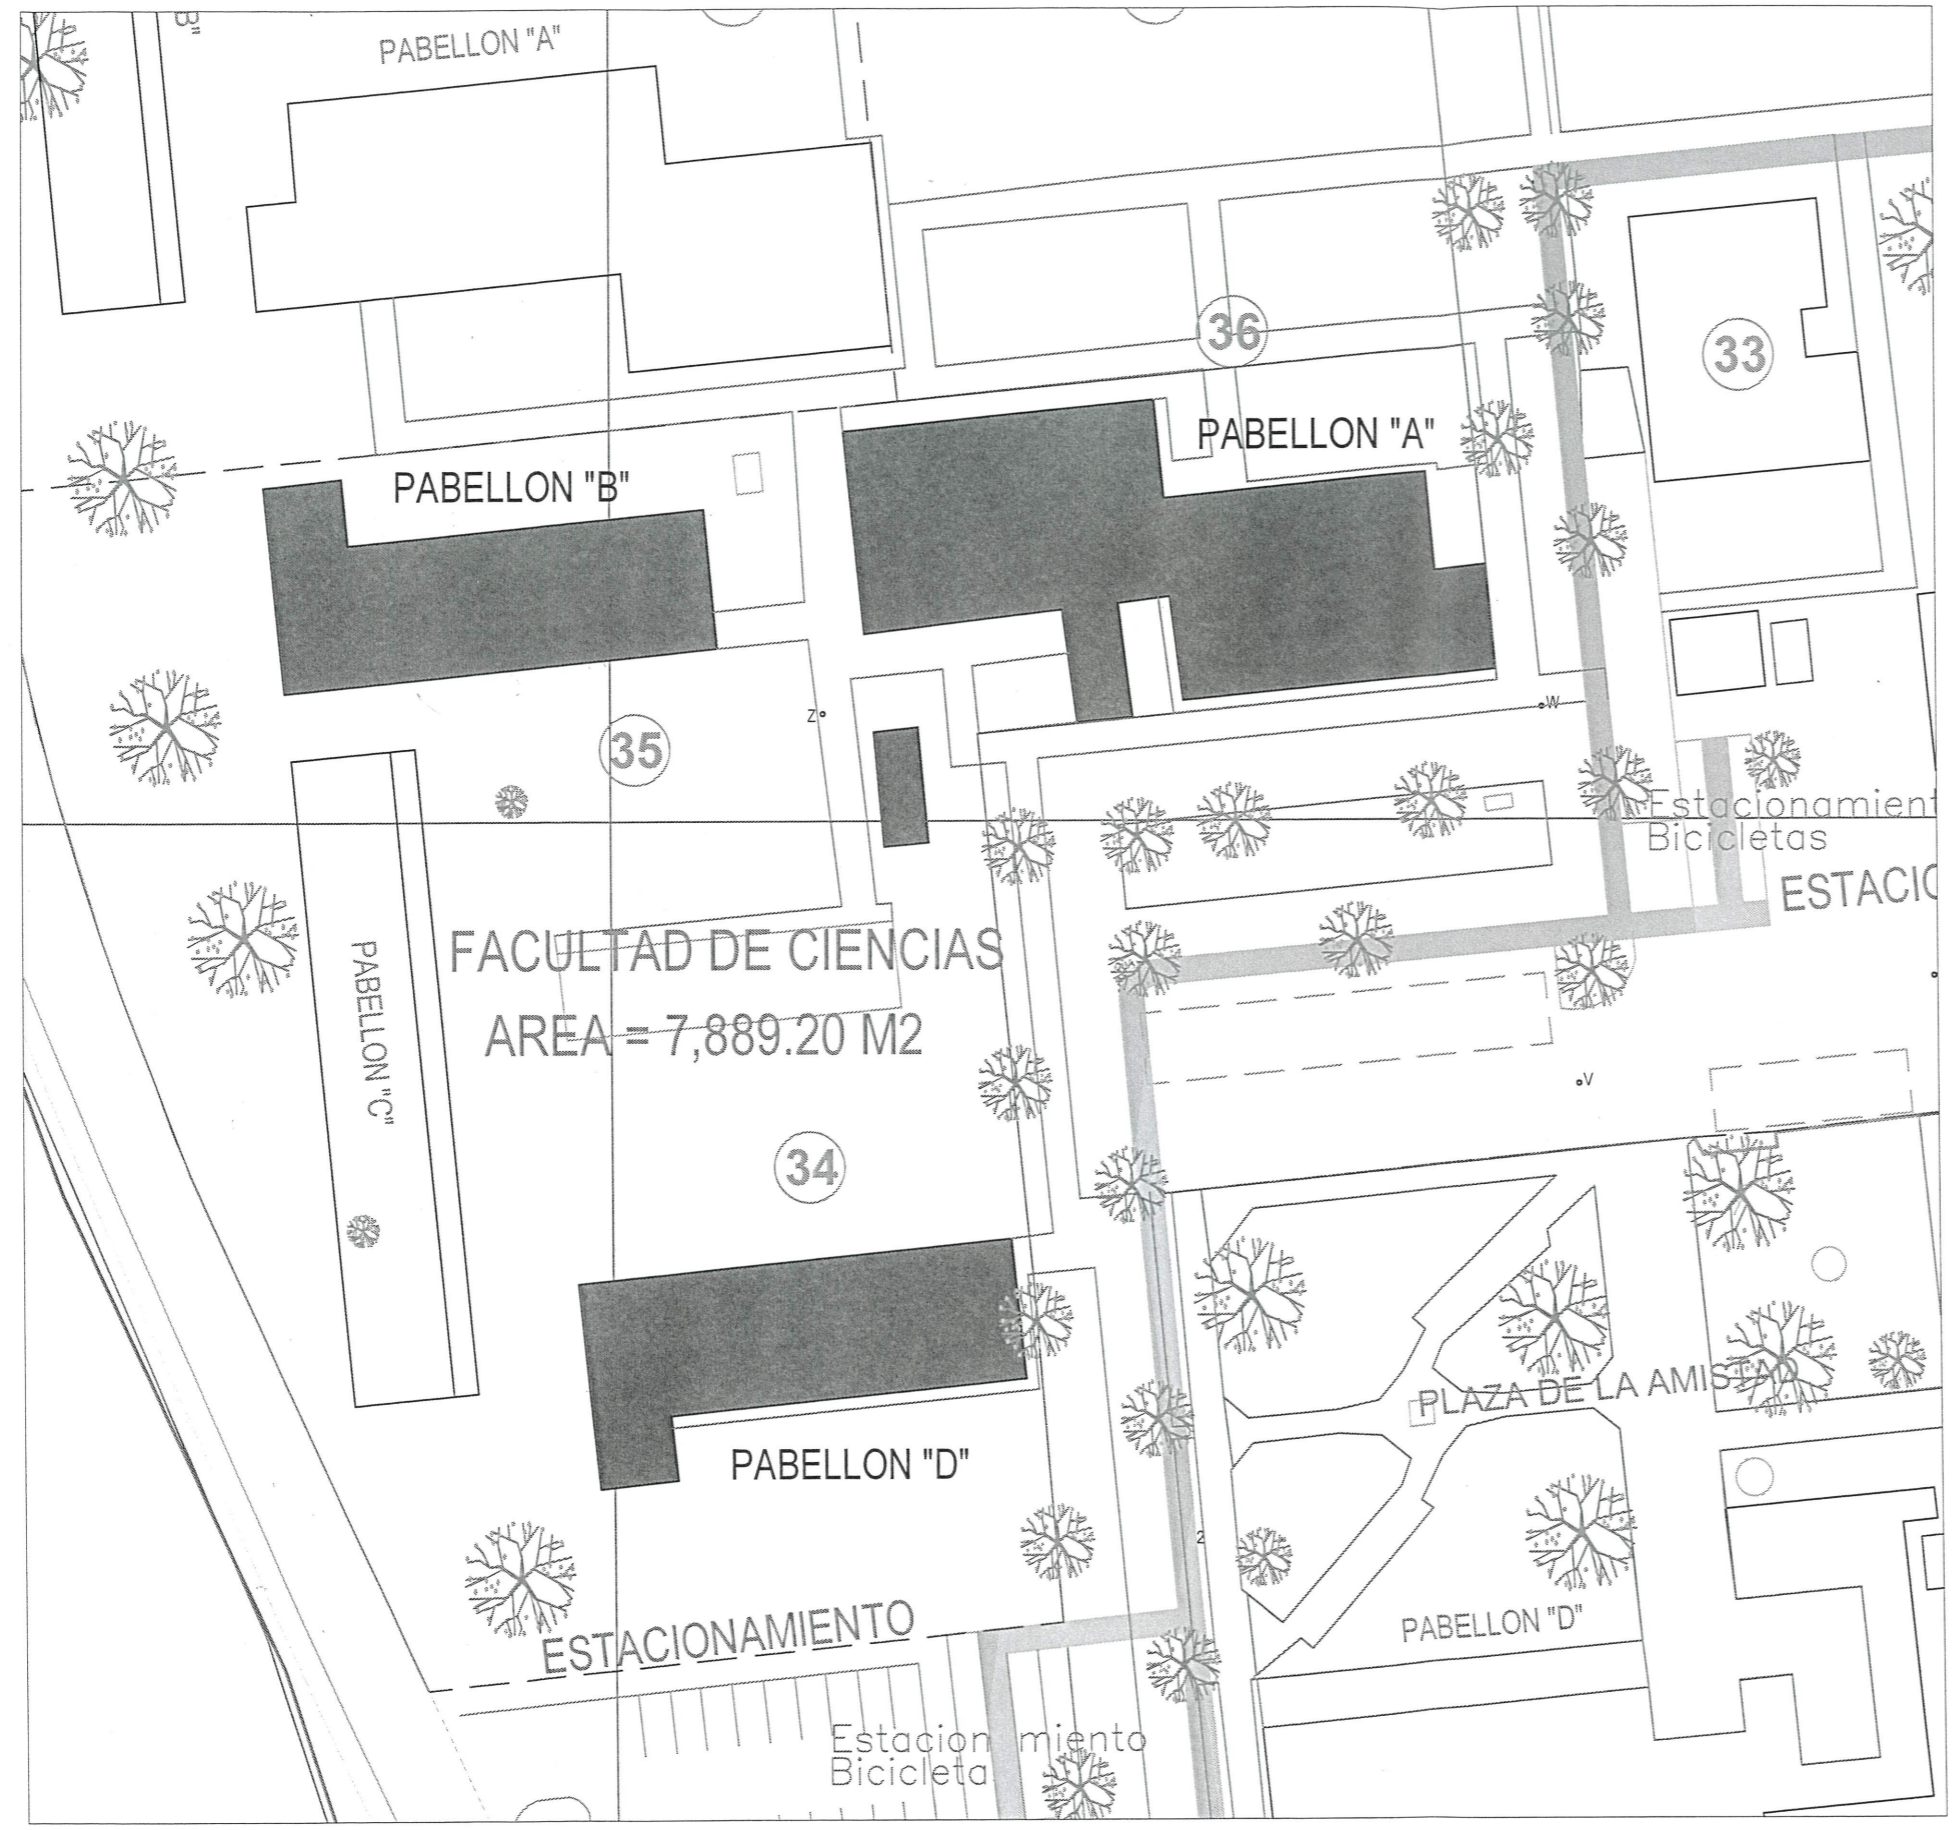 B"
PABELLON "A"
36
33
PABELLON "A"
PABELLON "B"
Z
W
35
Estacionamient
Bicicletas
ESTACIO
FACULTAD DE CIENCIAS
AREA = 7,889.20 M2
PABELLON "C"
V
34
PLAZA DE LA AMISTAD
PABELLON "D"
2
ESTACIONAMIENTO
PABELLON "D"
Estacion miento
Bicicleta